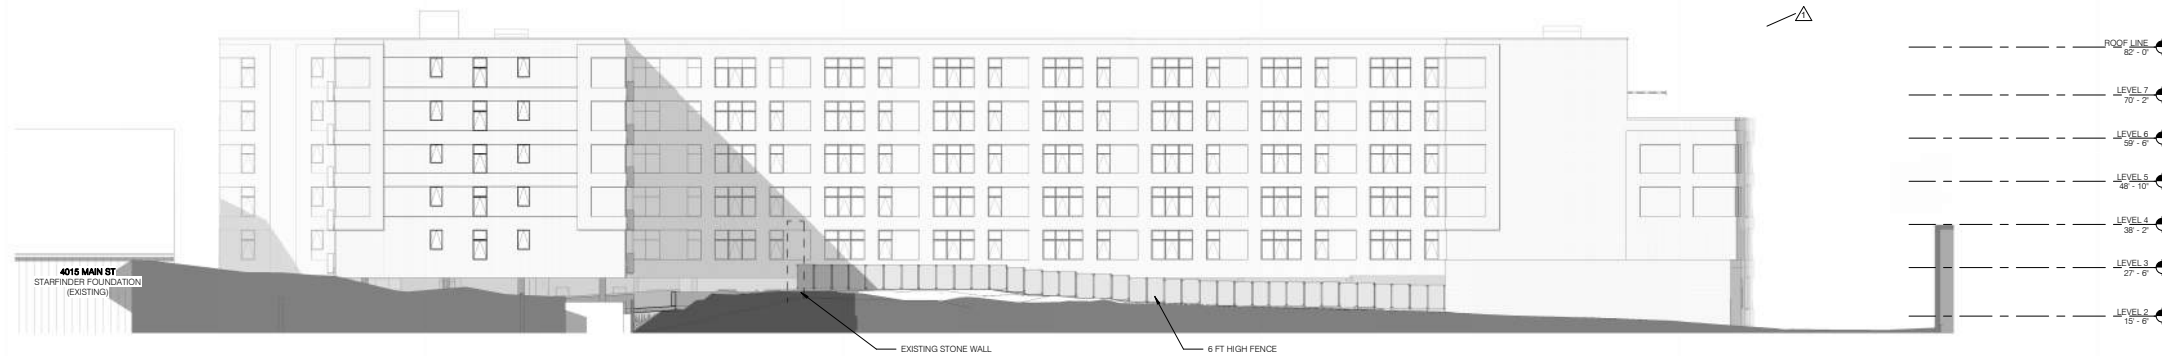 1
ROOF LINE
82' - 0"
LEVEL 7
70' - 2"
LEVEL 6
59' - 6"
LEVEL 5
48' - 10"
LEVEL 4
38' - 2"
LEVEL 3
27' - 6"
LEVEL 2
15' - 6"
4015 MAIN ST
STARFINDER FOUNDATION
(EXISTING)
EXISTING STONE WALL
6 FT HIGH FENCE